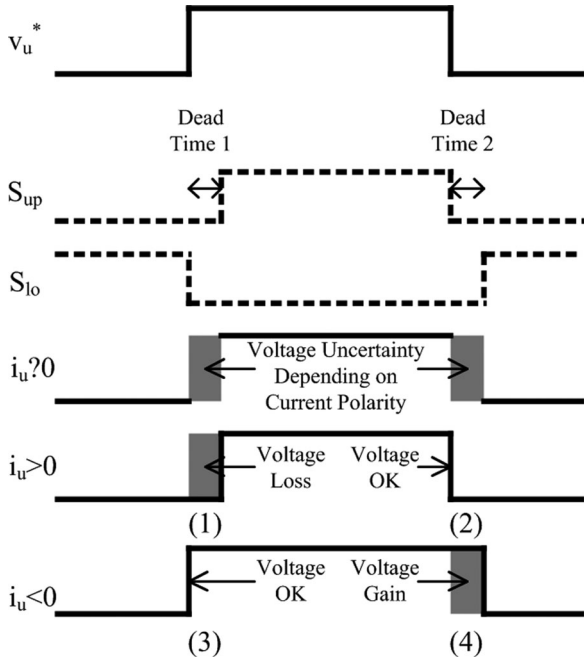 v_u^*
Dead Dead
Time 1 Time 2
S_up
S_lo
i_u?0
Voltage Uncertainty
Depending on
Current Polarity
i_u>0
Voltage Voltage
Loss OK
(1) (2)
i_u<0
Voltage Voltage
OK Gain
(3) (4)